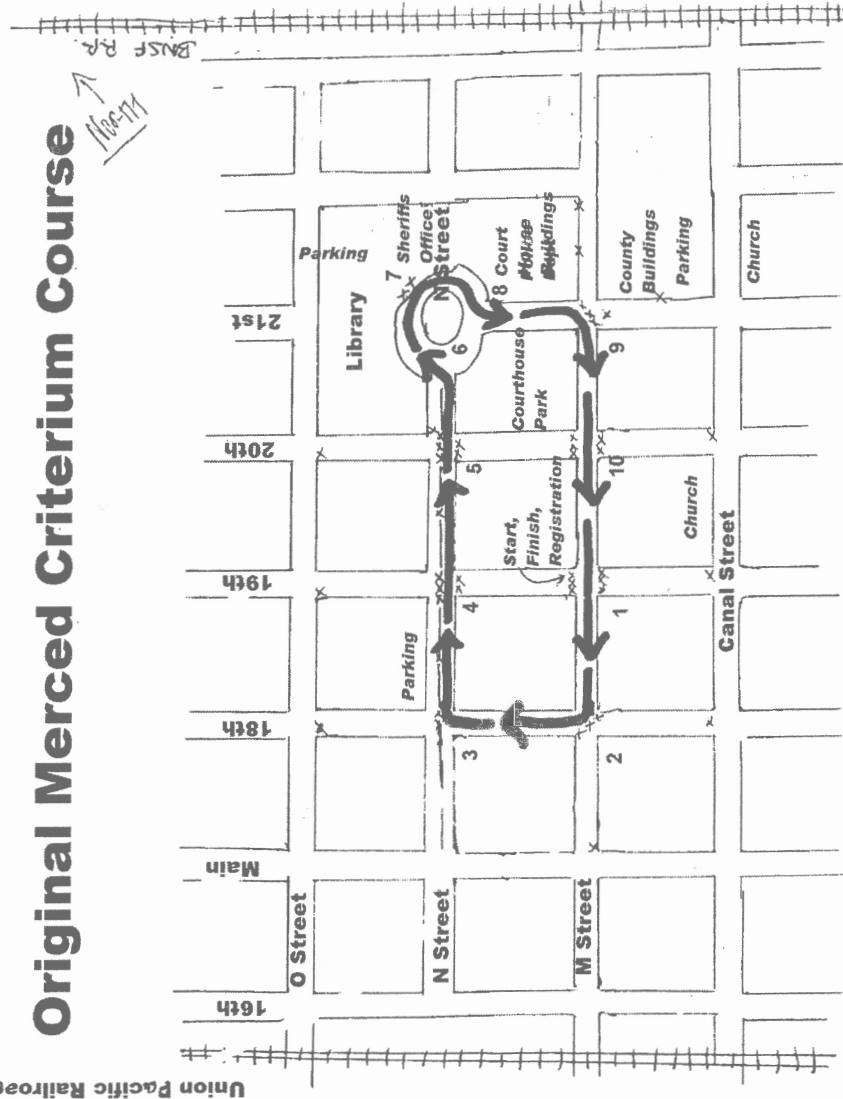 Original Merced Criterium Course
North
BNSF R.R.
Parking
7
Sheriffs
Office
N Street
8
Court
Buildings
County
Buildings
Parking
Church
21st
Library
6
9
Courthouse
Park
20th
5
10
Start,
Finish,
Registration
Church
19th
4
1
Canal Street
Parking
18th
3
2
Main
O Street
N Street
M Street
16th
Union Pacific Railroad